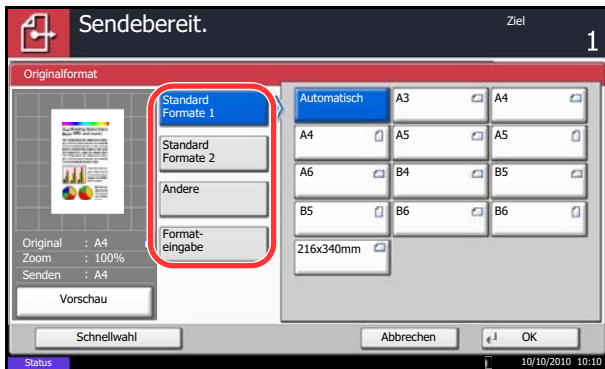 Sendebereit.
Ziel
1
Originalformat
Standard
Formate 1
Standard
Formate 2
Andere
Format-
eingabe
Automatisch
A3
A4
A4
A5
A5
A6
B4
B5
B5
B6
B6
216x340mm
Original : A4
Zoom : 100%
Senden : A4
Vorschau
Schnellwahl
Abbrechen
OK
Status
10/10/2010 10:10